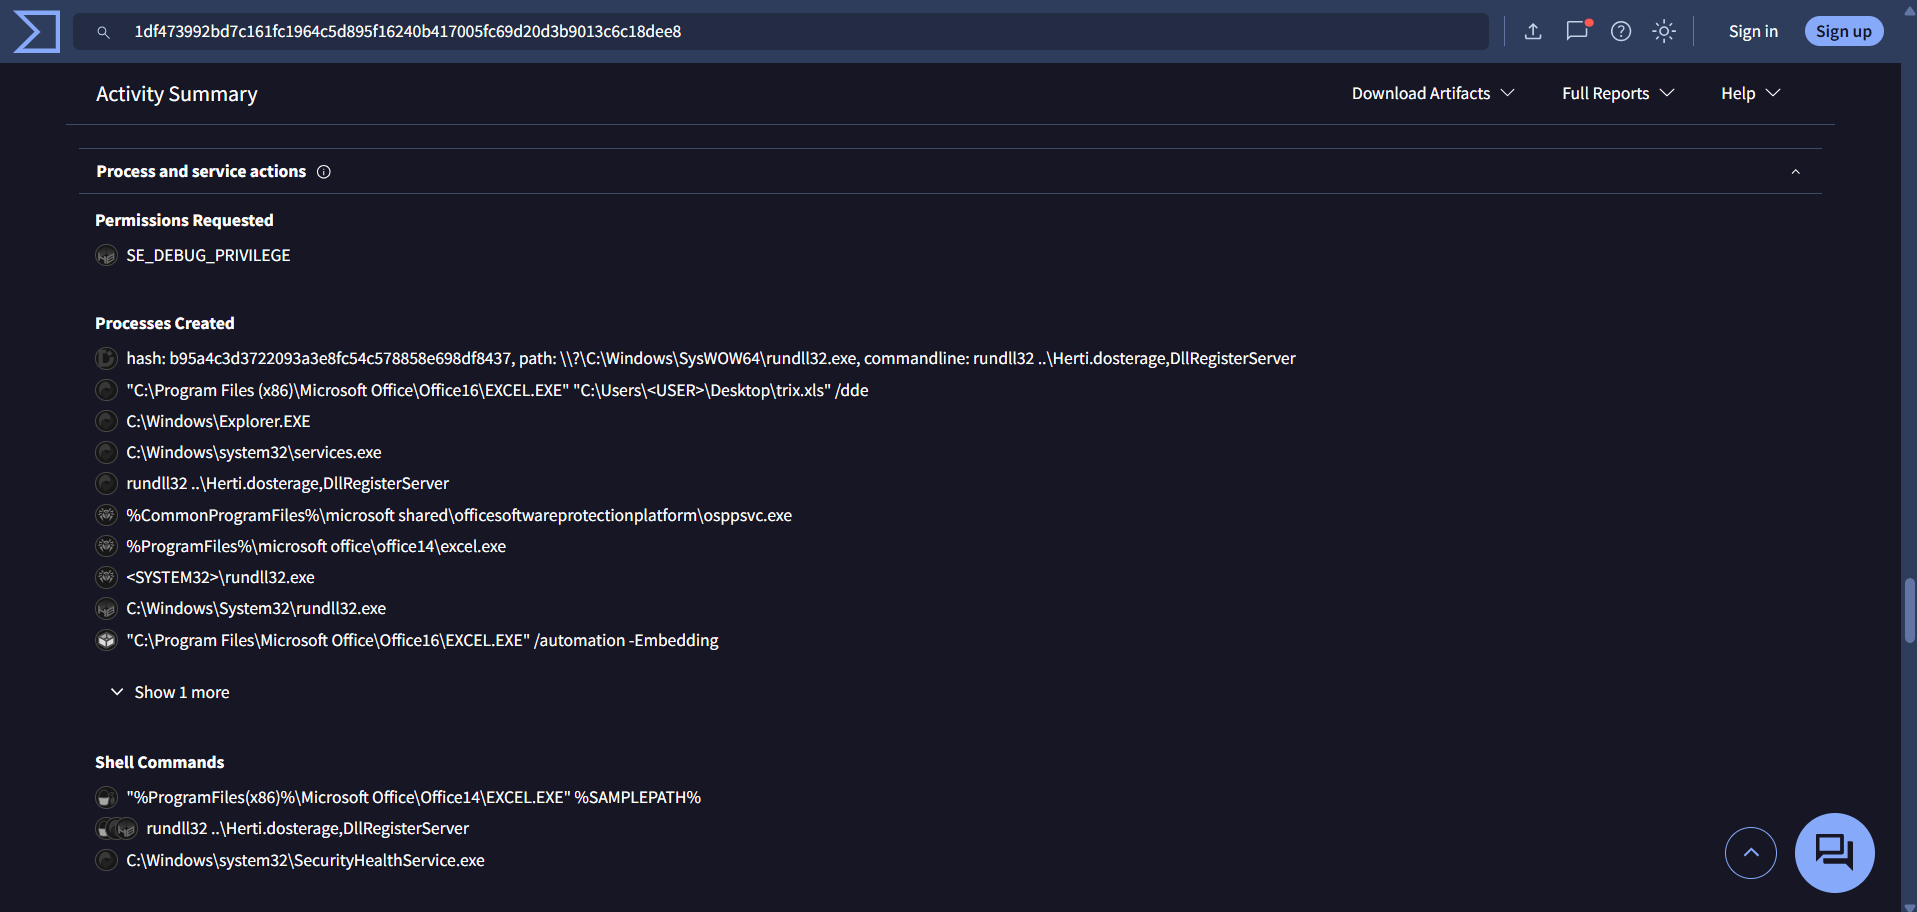 1df473992bd7c161fc1964c5d895f16240b417005fc69d20d3b9013c6c18dee8
Sign in
Sign up
Activity Summary
Download Artifacts
Full Reports
Help
Process and service actions
Permissions Requested
SE_DEBUG_PRIVILEGE
Processes Created
hash: b95a4c3d3722093a3e8fc54c578858e698df8437, path: \\?\C:\Windows\SysWOW64\rundll32.exe, commandline: rundll32 ..\Herti.dosterage,DllRegisterServer
"C:\Program Files (x86)\Microsoft Office\Office16\EXCEL.EXE" "C:\Users\<USER>\Desktop\trix.xls" /dde
C:\Windows\Explorer.EXE
C:\Windows\system32\services.exe
rundll32 ..\Herti.dosterage,DllRegisterServer
%CommonProgramFiles%\microsoft shared\officesoftwareprotectionplatform\osppsvc.exe
%ProgramFiles%\microsoft office\office14\excel.exe
<SYSTEM32>\rundll32.exe
C:\Windows\System32\rundll32.exe
"C:\Program Files\Microsoft Office\Office16\EXCEL.EXE" /automation -Embedding
Show 1 more
Shell Commands
"%ProgramFiles(x86)%\Microsoft Office\Office14\EXCEL.EXE" %SAMPLEPATH%
rundll32 ..\Herti.dosterage,DllRegisterServer
C:\Windows\system32\SecurityHealthService.exe